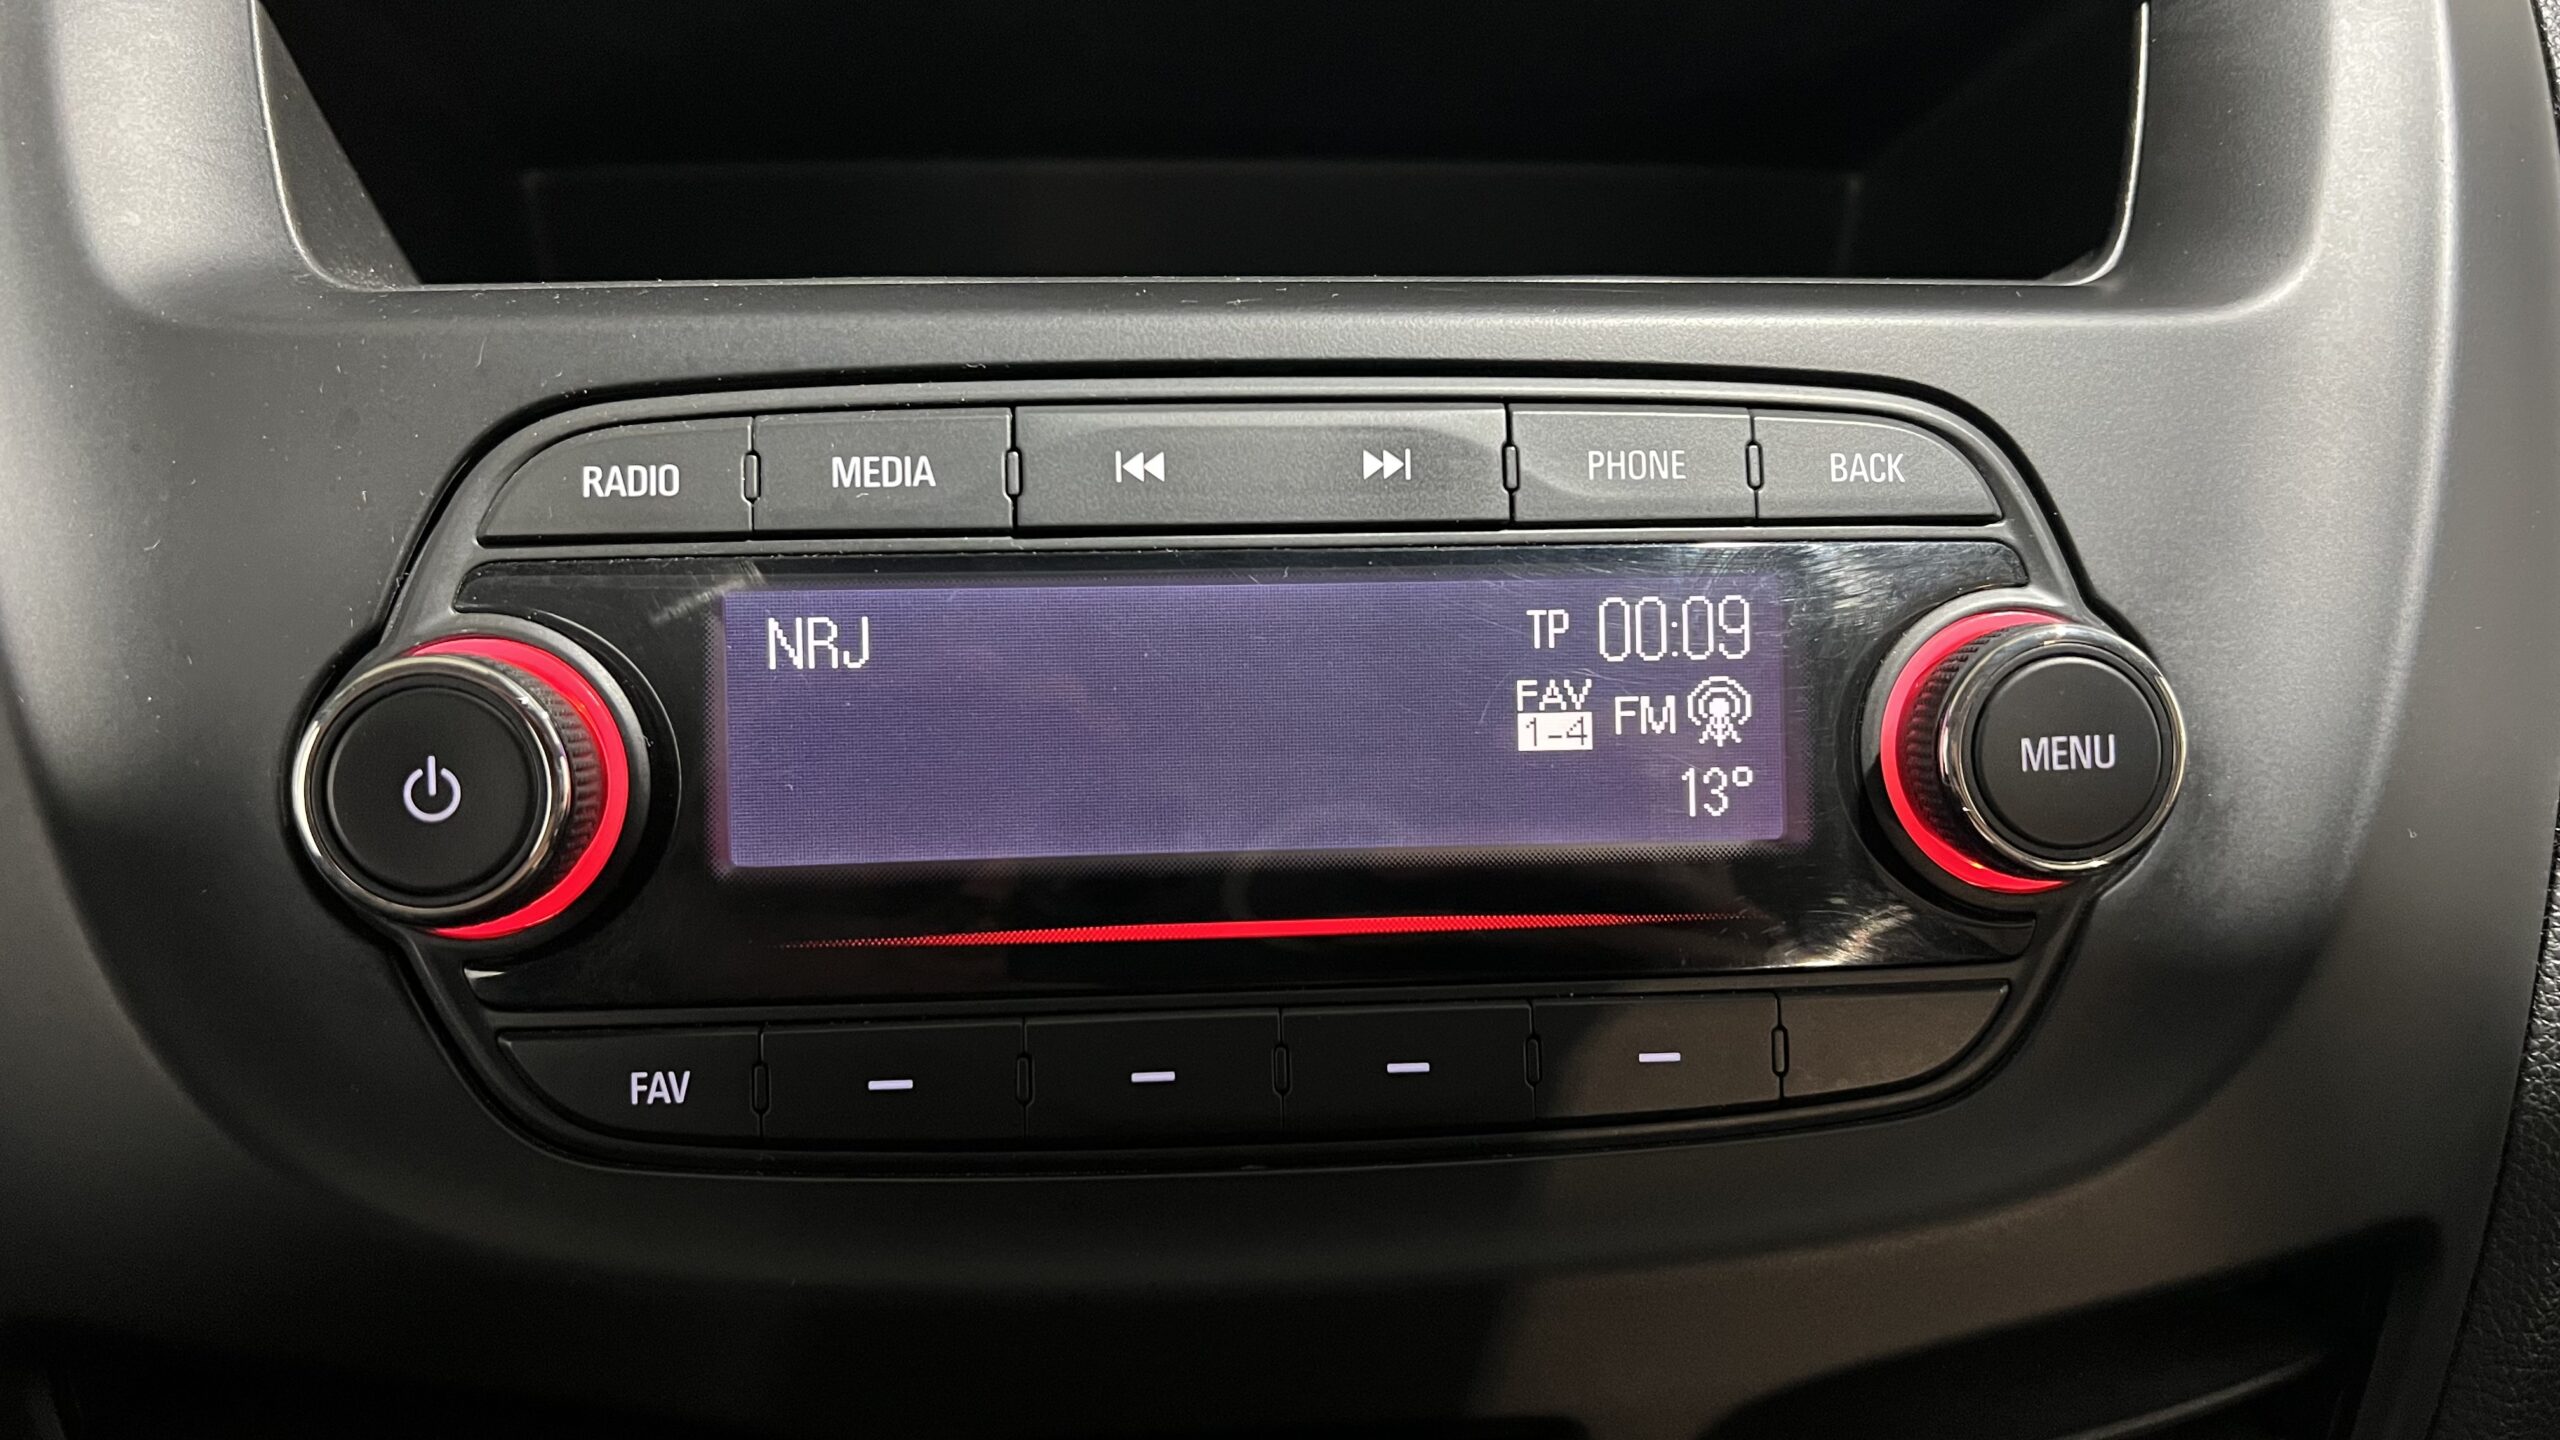 RADIO MEDIA PHONE BACK
NRJ TP 00:09
FAV FM
1-4
13°
MENU
FAV